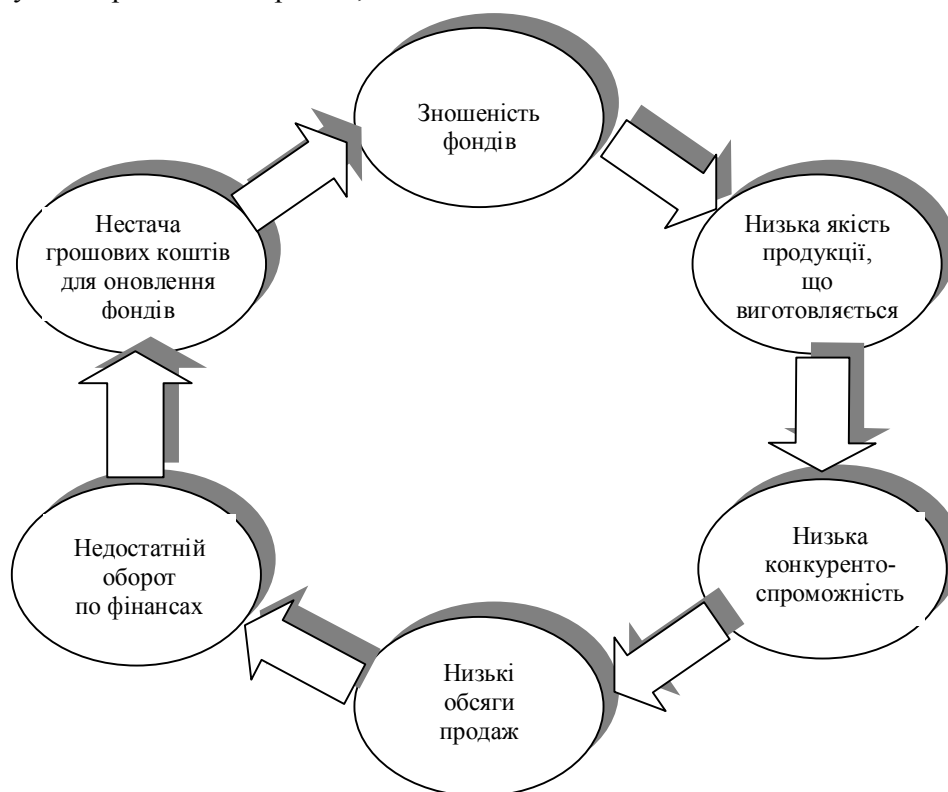 Зношеність
фондів
Низька якість
продукції,
що
виготовляється
Низька
конкуренто-
спроможність
Низькі
обсяги
продаж
Недостатній
оборот
по фінансах
Нестача
грошових коштів
для оновлення
фондів